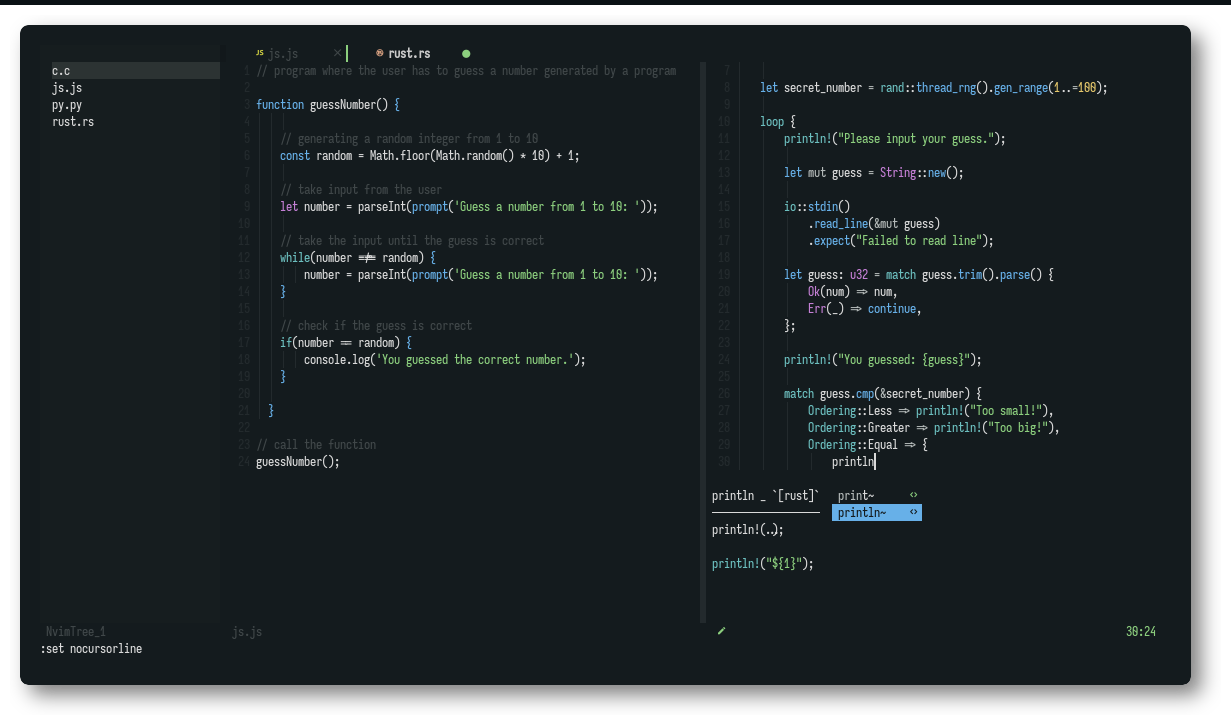 JS js.js × rust.rs
c.c
js.js
py.py
rust.rs
1 // program where the user has to guess a number generated by a program
2
3 function guessNumber() {
4
5 // generating a random integer from 1 to 10
6 const random = Math.floor(Math.random() * 10) + 1;
7
8 // take input from the user
9 let number = parseInt(prompt('Guess a number from 1 to 10: '));
10
11 // take the input until the guess is correct
12 while(number !== random) {
13 number = parseInt(prompt('Guess a number from 1 to 10: '));
14 }
15
16 // check if the guess is correct
17 if(number == random) {
18 console.log('You guessed the correct number.');
19 }
20
21 }
22
23 // call the function
24 guessNumber();
7
8 let secret_number = rand::thread_rng().gen_range(1..=100);
9
10 loop {
11 println!("Please input your guess.");
12
13 let mut guess = String::new();
14
15 io::stdin()
16 .read_line(&mut guess)
17 .expect("Failed to read line");
18
19 let guess: u32 = match guess.trim().parse() {
20 Ok(num) => num,
21 Err(_) => continue,
22 };
23
24 println!("You guessed: {guess}");
25
26 match guess.cmp(&secret_number) {
27 Ordering::Less => println!("Too small!"),
28 Ordering::Greater => println!("Too big!"),
29 Ordering::Equal => {
30 println
println _ `[rust]`
println!(..);
println!("${1}");
print~ <>
println~ <>
NvimTree_1 js.js 30:24
:set nocursorline